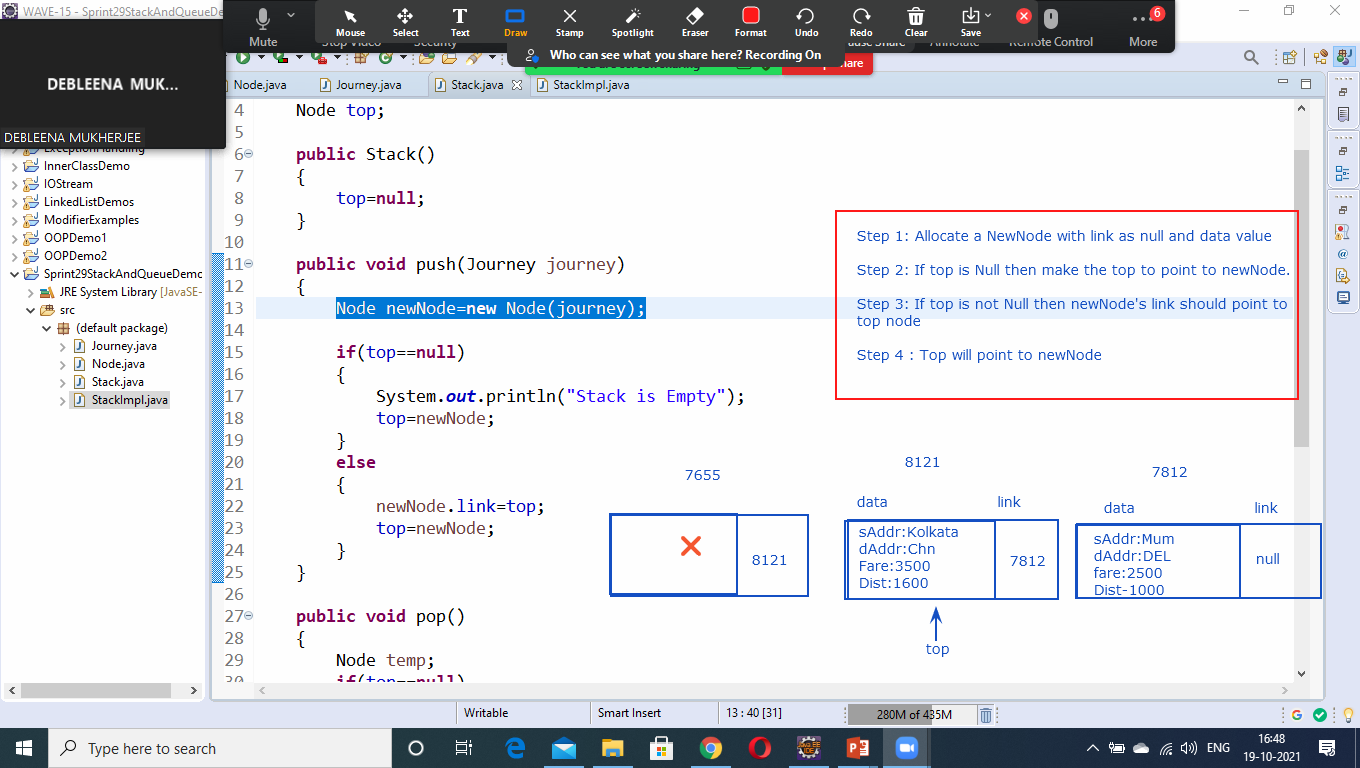 WAVE-15 - Sprint29StackAndQueueDe
Mute
Stop Video
Security
Mouse
Select
Text
Draw
Stamp
Spotlight
Eraser
Format
Undo
Redo
Clear
Save
Annotate
Remote Control
More
6
Who can see what you share here? Recording On
DEBLEENA MUK...
DEBLEENA MUKHERJEE
Node.java
Journey.java
Stack.java
StackImpl.java
ExceptionHandling
InnerClassDemo
IOStream
LinkedListDemos
ModifierExamples
OOPDemo1
OOPDemo2
Sprint29StackAndQueueDemo
JRE System Library [JavaSE-
src
(default package)
Journey.java
Node.java
Stack.java
StackImpl.java
4 Node top;
5
6 public Stack()
7 {
8 top=null;
9 }
10
11 public void push(Journey journey)
12 {
13 Node newNode=new Node(journey);
14
15 if(top==null)
16 {
17 System.out.println("Stack is Empty");
18 top=newNode;
19 }
20 else
21 {
22 newNode.link=top;
23 top=newNode;
24 }
25 }
26
27 public void pop()
28 {
29 Node temp;
30 if(top==null)
Step 1: Allocate a NewNode with link as null and data value
Step 2: If top is Null then make the top to point to newNode.
Step 3: If top is not Null then newNode's link should point to
top node
Step 4 : Top will point to newNode
7655
8121
8121
data
link
sAddr:Kolkata
dAddr:Chn
Fare:3500
Dist:1600
7812
top
7812
data
link
sAddr:Mum
dAddr:DEL
fare:2500
Dist-1000
null
Writable
Smart Insert
13 : 40 [31]
280M of 435M
Type here to search
ENG
16:48
19-10-2021